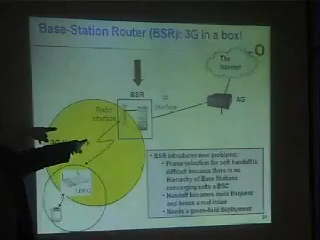 Base-Station Router (BSR): 3G in a box!
The
Internet
BSR
Radio
Interface
IP
Interface
AG
• BSR introduces new problems:
• Frame selection for soft handoff is
difficult because there is no
Hierarchy of Base Stations
converging onto a BSC
• Handoff becomes more frequent
and hence a real issue
• Needs a green-field deployment